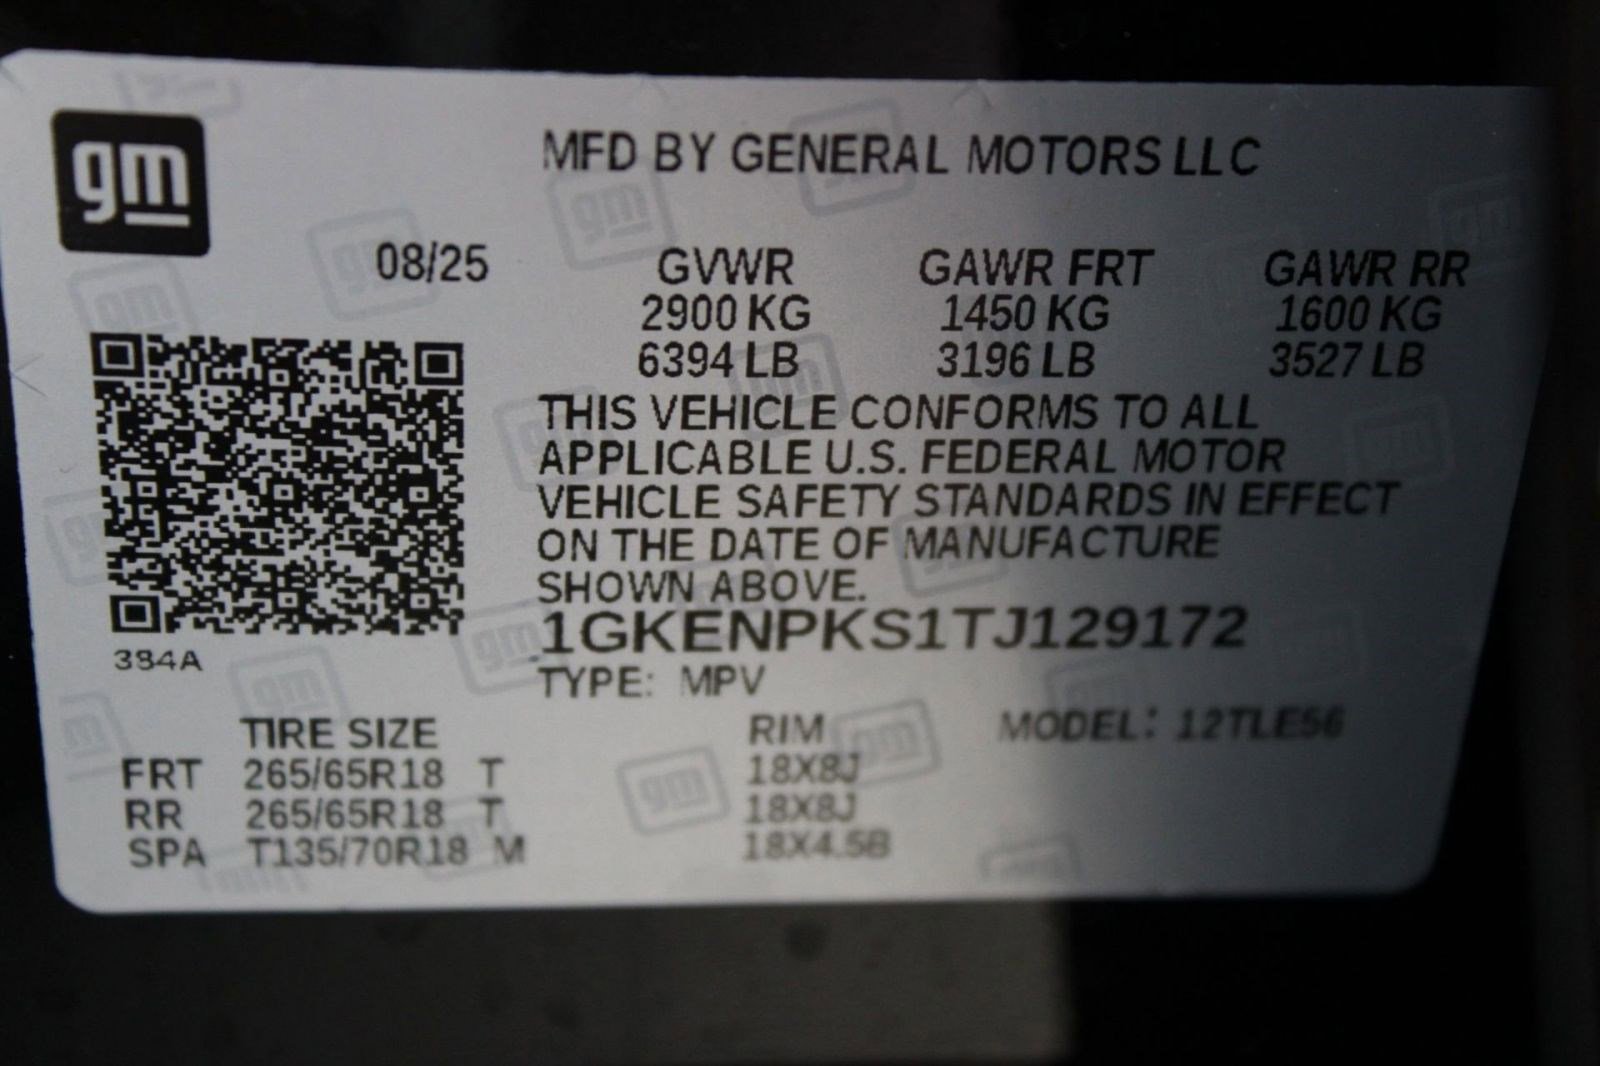 gm
MFD BY GENERAL MOTORS LLC
08/25
GVWR GAWR FRT GAWR RR
2900 KG 1450 KG 1600 KG
6394 LB 3196 LB 3527 LB
THIS VEHICLE CONFORMS TO ALL
APPLICABLE U.S. FEDERAL MOTOR
VEHICLE SAFETY STANDARDS IN EFFECT
ON THE DATE OF MANUFACTURE
SHOWN ABOVE.
1GKENPKS1TJ129172
384A
TYPE: MPV
TIRE SIZE RIM MODEL: 12TLE56
FRT 265/65R18 T 18X8J
RR 265/65R18 T 18X8J
SPA T135/70R18 M 18X4.5B